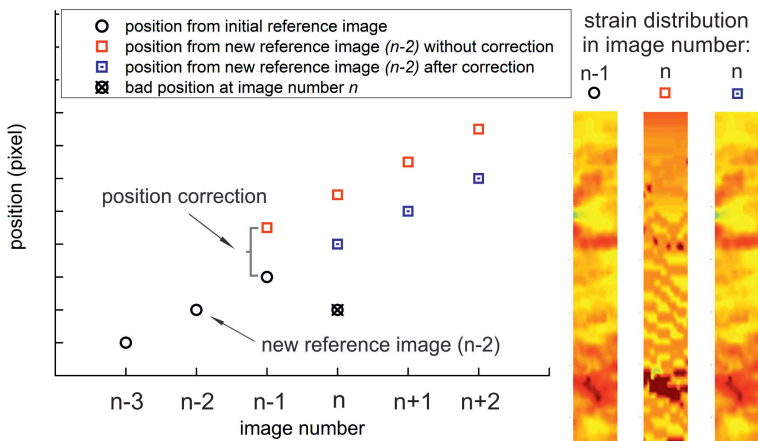 position from initial reference image
position from new reference image (n-2) without correction
position from new reference image (n-2) after correction
bad position at image number n
strain distribution
in image number:
n-1 n n
position (pixel)
position correction
new reference image (n-2)
n-3 n-2 n-1 n n+1 n+2
image number